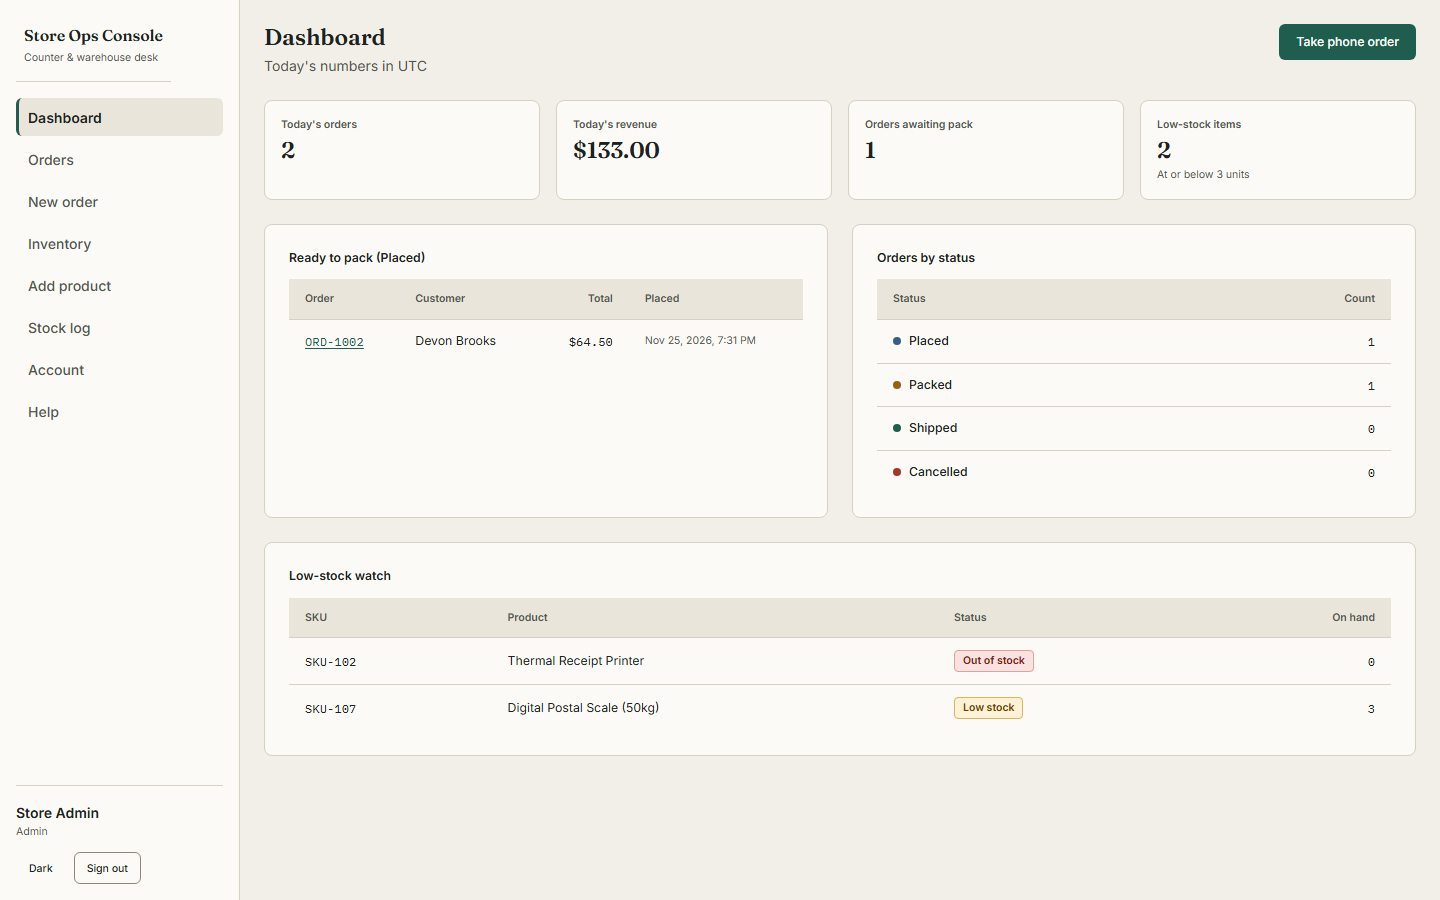 Store Ops Console
Counter & warehouse desk
Dashboard
Orders
New order
Inventory
Add product
Stock log
Account
Help
Store Admin
Admin
Dark
Sign out
Dashboard
Today's numbers in UTC
Take phone order
Today's orders
2
Today's revenue
$133.00
Orders awaiting pack
1
Low-stock items
2
At or below 3 units
Ready to pack (Placed)
Order Customer Total Placed
ORD-1002 Devon Brooks $64.50 Nov 25, 2026, 7:31 PM
Orders by status
Status Count
Placed 1
Packed 1
Shipped 0
Cancelled 0
Low-stock watch
SKU Product Status On hand
SKU-102 Thermal Receipt Printer Out of stock 0
SKU-107 Digital Postal Scale (50kg) Low stock 3